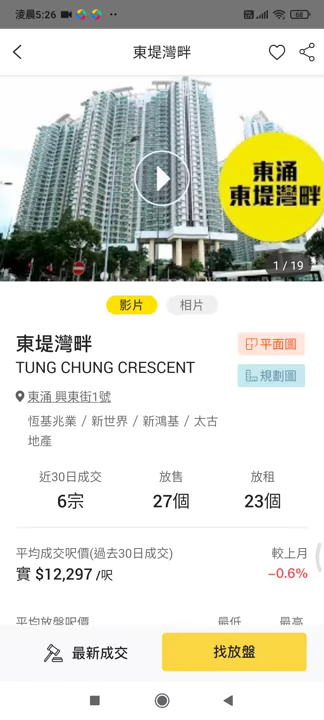 凌晨5:26
68
東堤灣畔
東涌
東堤灣畔
1 / 19
影片
相片
東堤灣畔
平面圖
TUNG CHUNG CRESCENT
規劃圖
東涌 興東街1號
恆基兆業 / 新世界 / 新鴻基 / 太古
地產
近30日成交
放售
放租
6宗
27個
23個
平均成交呎價(過去30日成交)
較上月
實 $12,297 /呎
-0.6%
平均放盤呎價
最低
最高
最新成交
找放盤